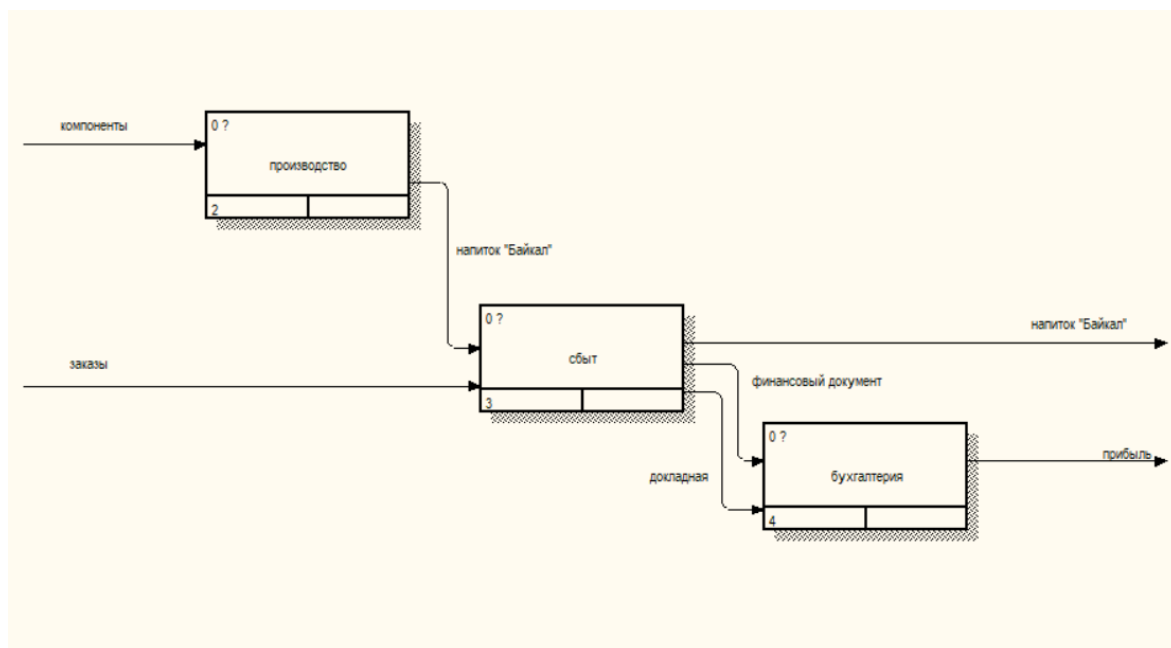 компоненты
0 ?
производство
2
напиток "Байкал"
0 ?
напиток "Байкал"
заказы
сбыт
финансовый документ
3
0 ?
прибыль
докладная
бухгалтерия
4